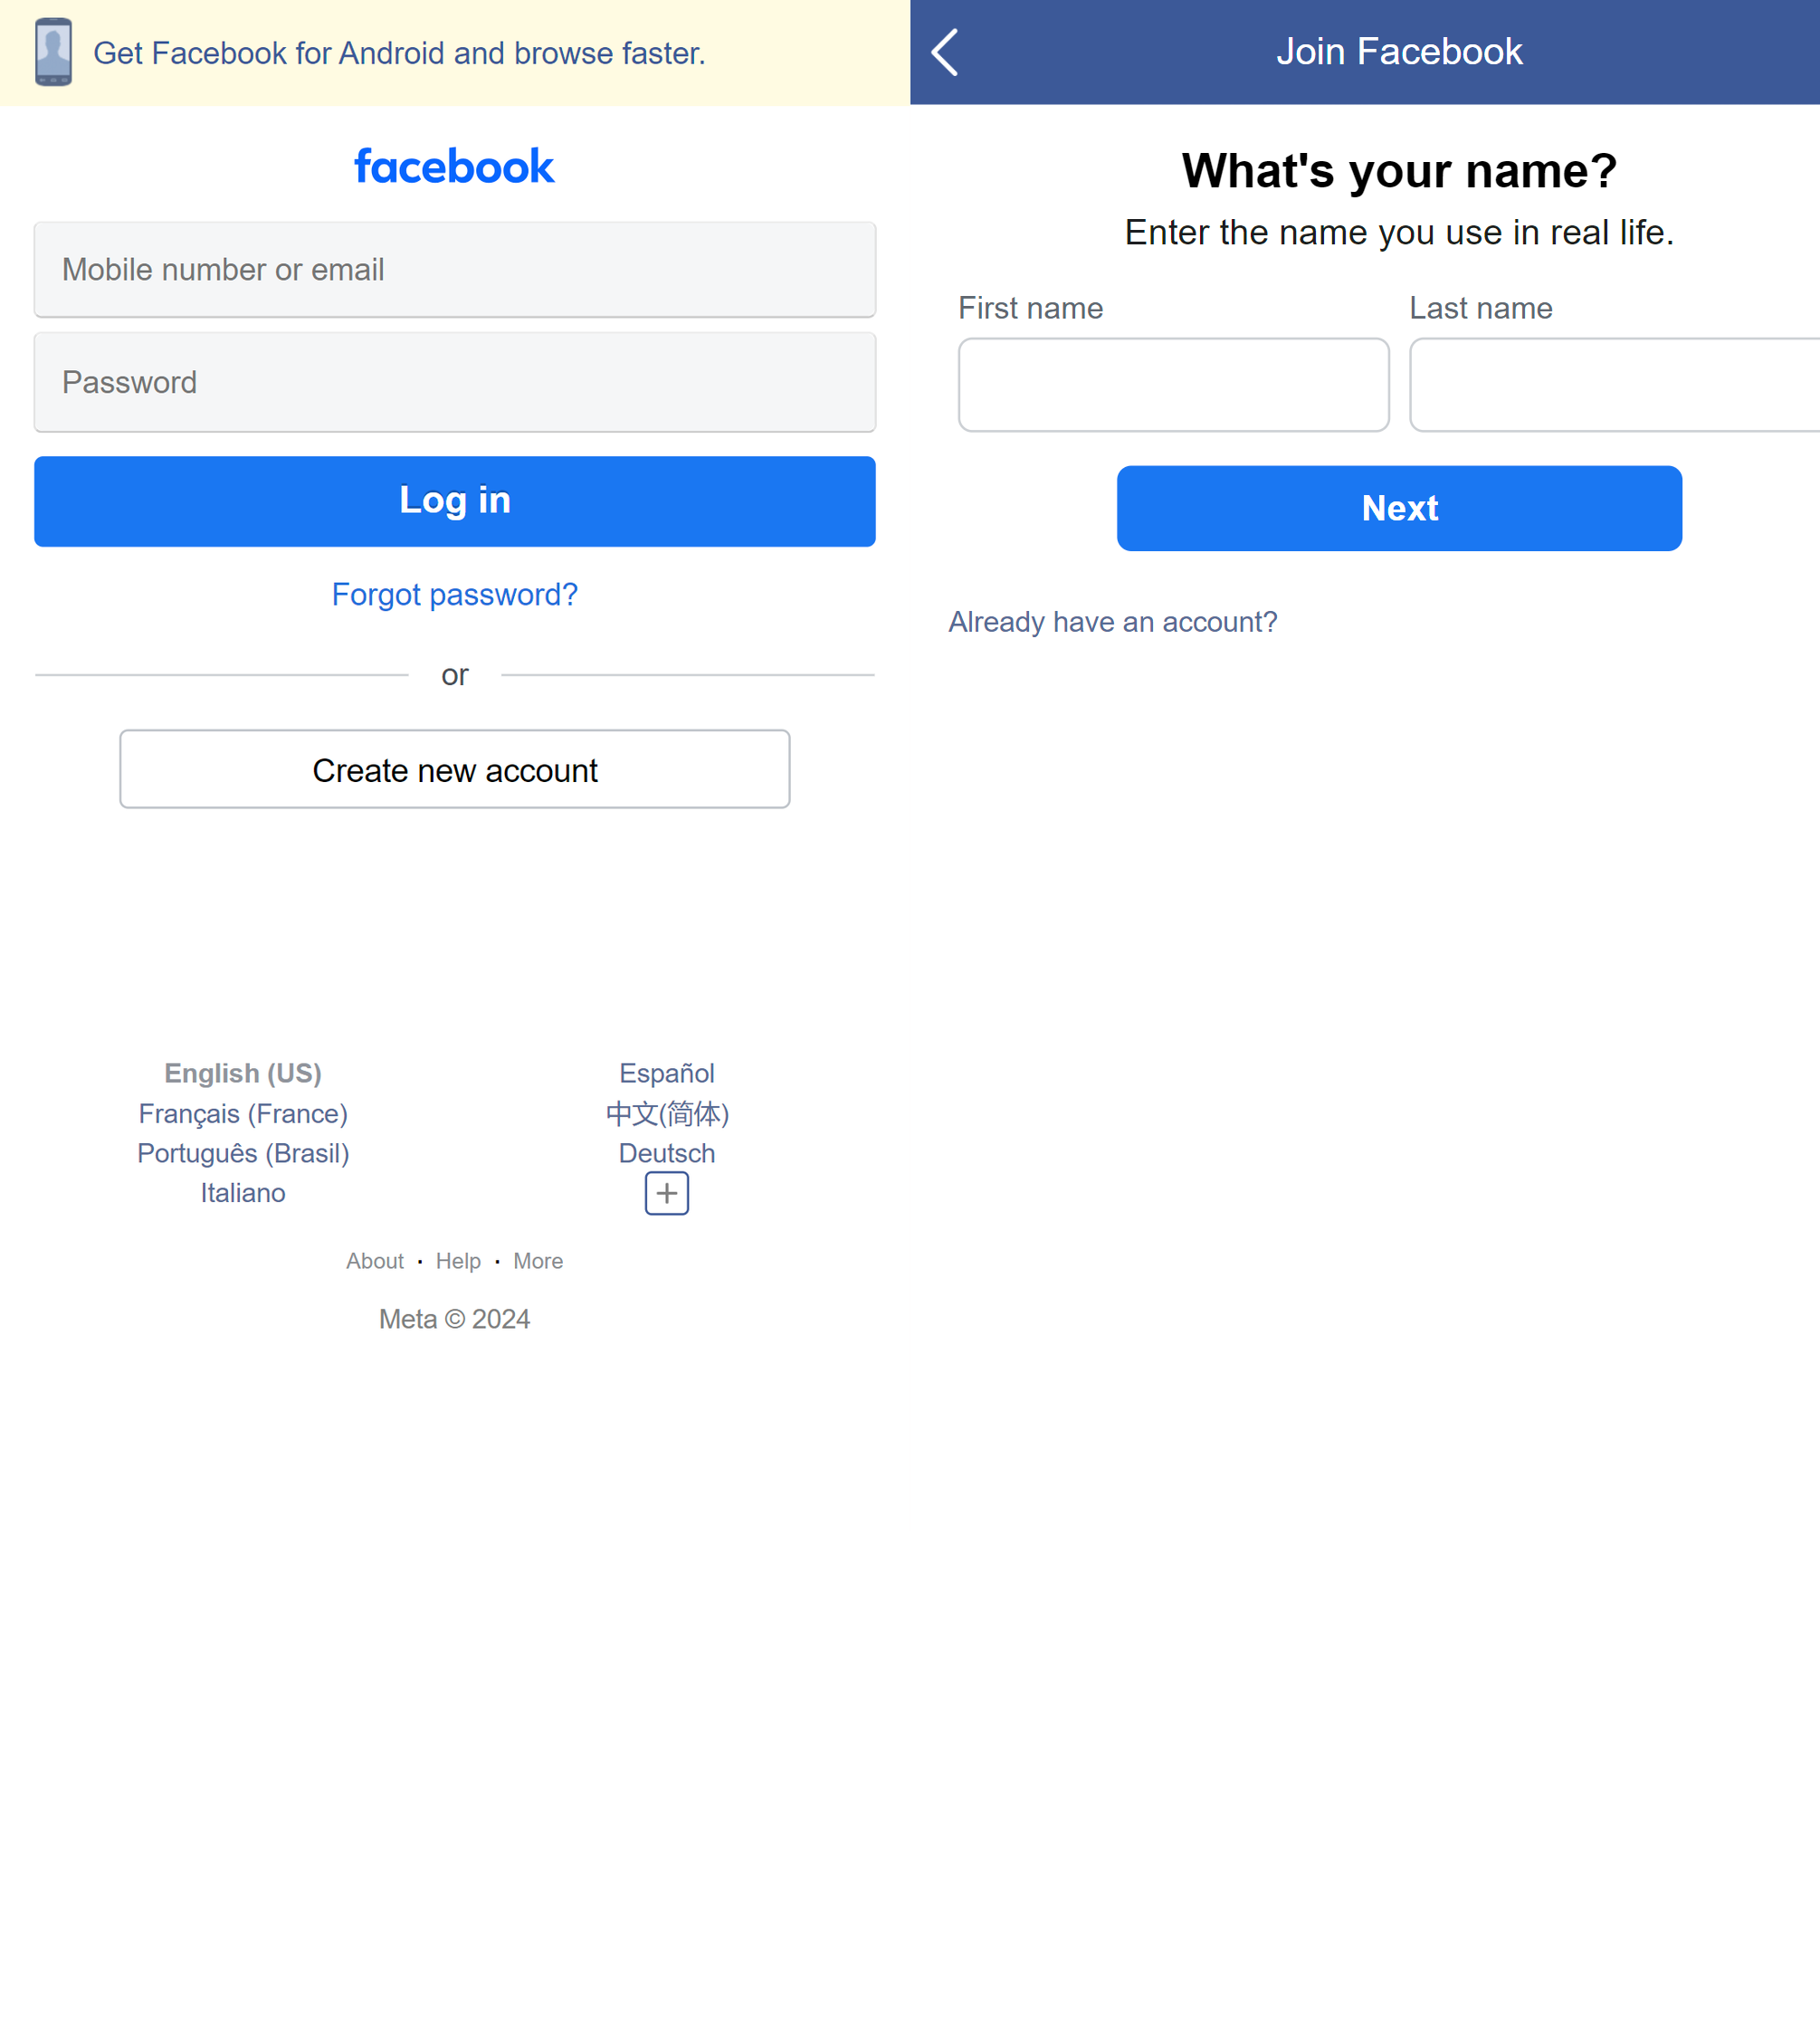 Get Facebook for Android and browse faster.
facebook
Mobile number or email
Password
Log in
Forgot password?
or
Create new account
English (US)
Español
Français (France)
中文(简体)
Português (Brasil)
Deutsch
Italiano
About · Help · More
Meta © 2024
Join Facebook
What's your name?
Enter the name you use in real life.
First name
Last name
Next
Already have an account?